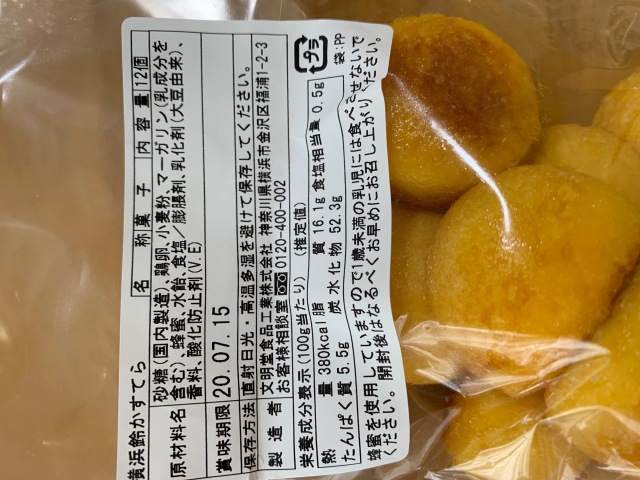 横浜鈴かすてら
名　　称 菓子 内容量 12個
原材料名 砂糖(国内製造)、鶏卵、小麦粉、マーガリン(乳成分を
含む)、蜂蜜、水飴、食塩／膨脹剤、乳化剤(大豆由来)、
香料、酸化防止剤(V.E)
賞味期限 20.07.15
保存方法 直射日光・高温多湿を避けて保存してください。
製造者 文明堂食品工業株式会社 神奈川県横浜市金沢区福浦1-2-3
お客様相談室 0120-400-002
栄養成分表示(100g当たり) (推定値)
熱量 380kcal 脂質 16.1g 食塩相当量 0.5g
たんぱく質 5.5g 炭水化物 52.3g
プラ
袋:PP
蜂蜜を使用していますので1歳未満の乳児には食べさせないで
ください。 開封後はなるべくお早めにお召し上がりください。